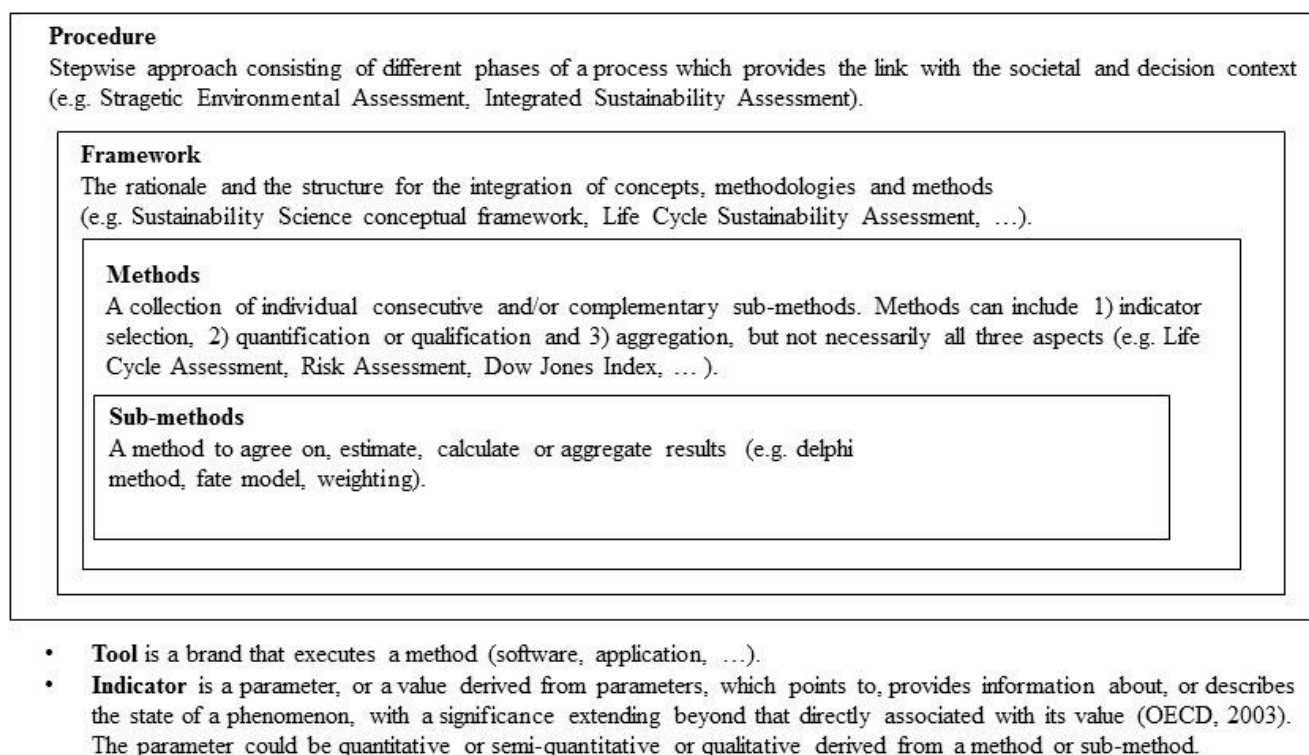 Procedure
Stepwise approach consisting of different phases of a process which provides the link with the societal and decision context
(e.g. Stragetic Environmental Assessment, Integrated Sustainability Assessment).
Framework
The rationale and the structure for the integration of concepts, methodologies and methods
(e.g. Sustainability Science conceptual framework, Life Cycle Sustainability Assessment, …).
Methods
A collection of individual consecutive and/or complementary sub-methods. Methods can include 1) indicator
selection, 2) quantification or qualification and 3) aggregation, but not necessarily all three aspects (e.g. Life
Cycle Assessment, Risk Assessment, Dow Jones Index, … ).
Sub-methods
A method to agree on, estimate, calculate or aggregate results (e.g. delphi
method, fate model, weighting).
• Tool is a brand that executes a method (software, application, …).
• Indicator is a parameter, or a value derived from parameters, which points to, provides information about, or describes
the state of a phenomenon, with a significance extending beyond that directly associated with its value (OECD, 2003).
The parameter could be quantitative or semi-quantitative or qualitative derived from a method or sub-method.